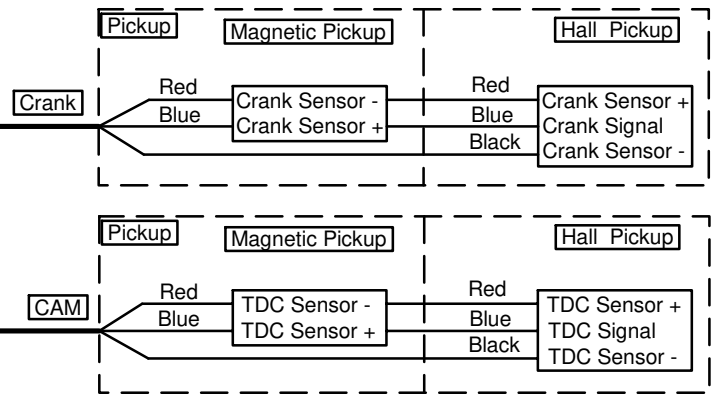 Pickup
Magnetic Pickup
Hall Pickup
Crank
Red
Blue
Crank Sensor -
Crank Sensor +
Red
Blue
Black
Crank Sensor +
Crank Signal
Crank Sensor -
Pickup
Magnetic Pickup
Hall Pickup
CAM
Red
Blue
TDC Sensor -
TDC Sensor +
Red
Blue
Black
TDC Sensor +
TDC Signal
TDC Sensor -